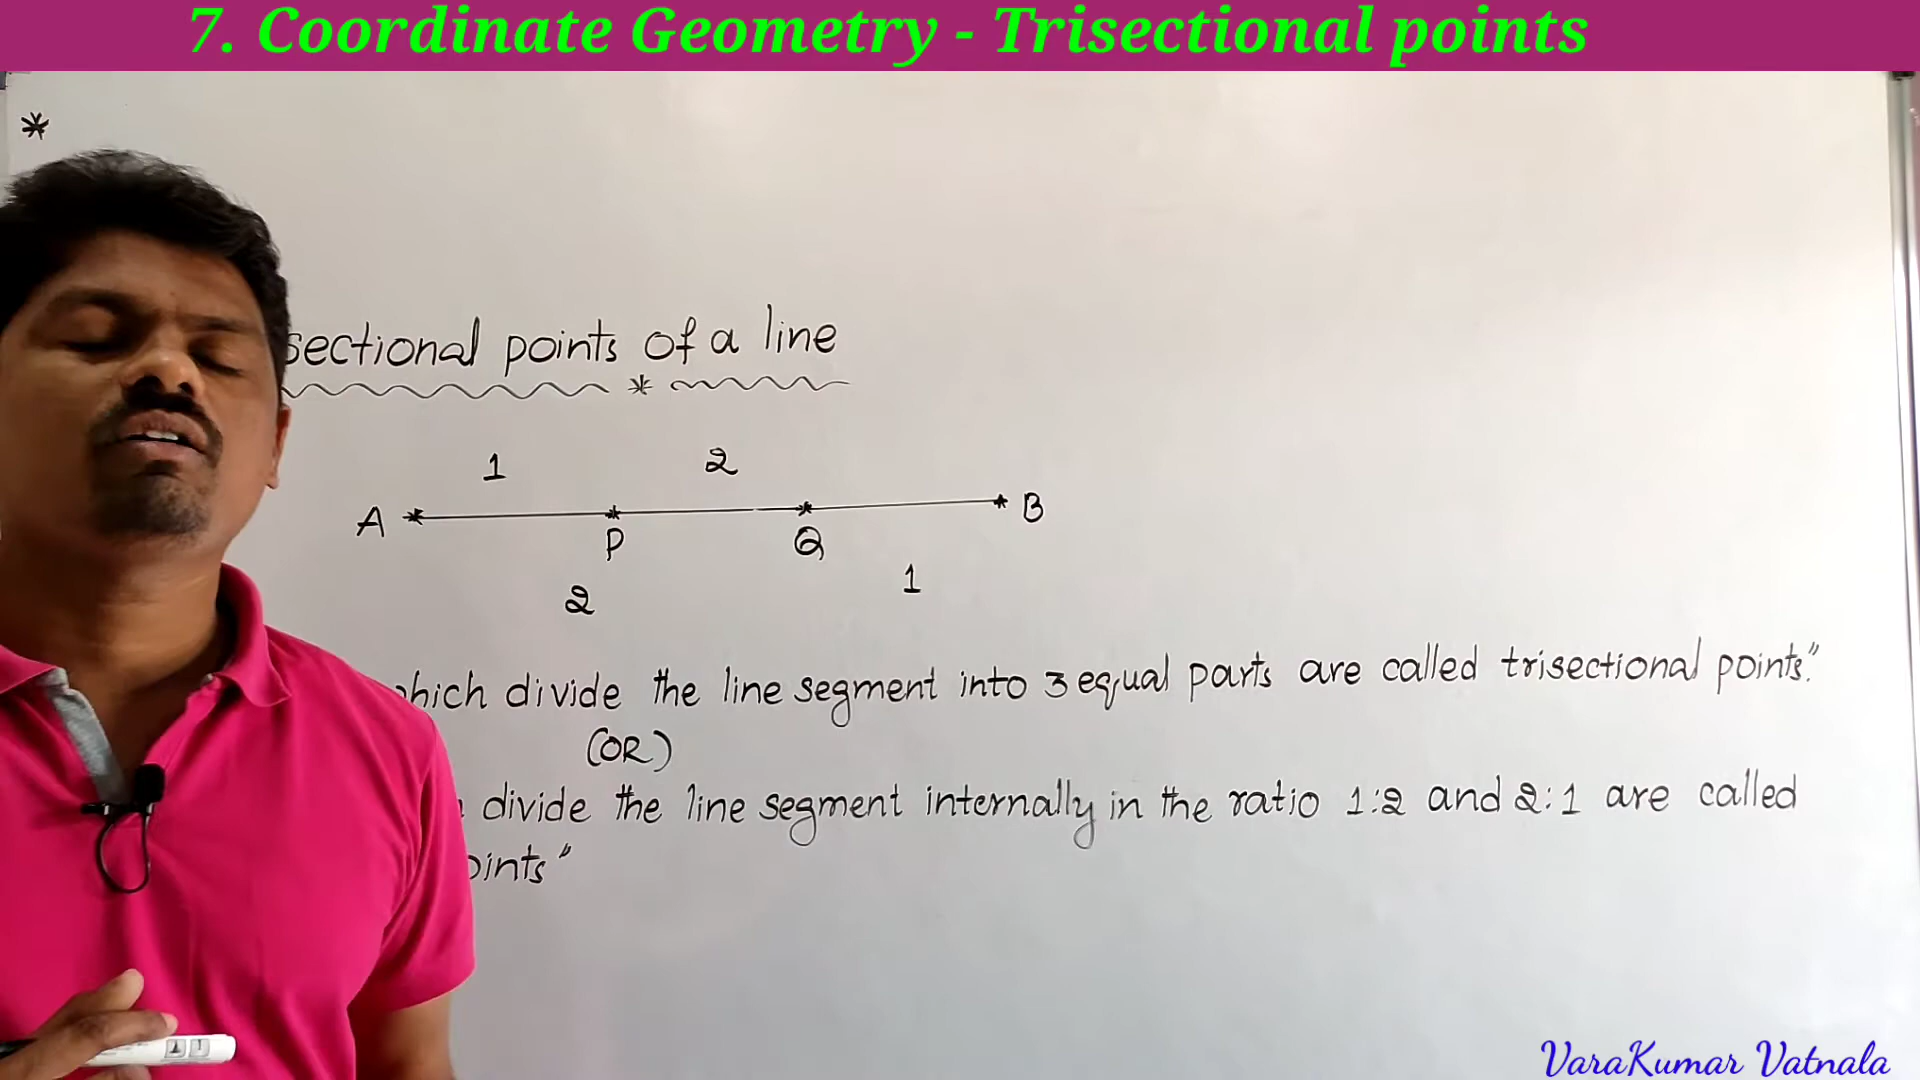 7. Coordinate Geometry - Trisectional points
*
sectional points of a line
*
1 2
A P Q B
2 1
which divide the line segment into 3 equal parts are called trisectional points."
(OR)
divide the line segment internally in the ratio 1:2 and 2:1 are called
oints"
VaraKumar Vatnala